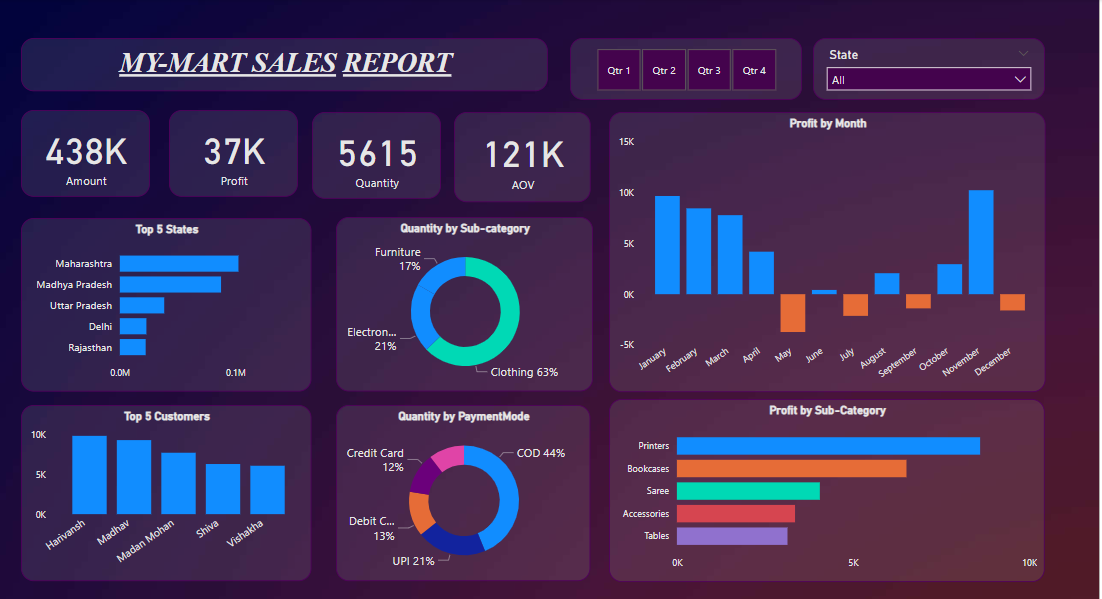 MY-MART SALES REPORT
Qtr 1
Qtr 2
Qtr 3
Qtr 4
State
All
438K
Amount
37K
Profit
5615
Quantity
121K
AOV
Profit by Month
15K
10K
5K
0K
-5K
January
February
March
April
May
June
July
August
September
October
November
December
Top 5 States
Maharashtra
Madhya Pradesh
Uttar Pradesh
Delhi
Rajasthan
0.0M
0.1M
Quantity by Sub-category
Furniture
17%
Electron...
21%
Clothing 63%
Top 5 Customers
10K
5K
0K
Harivansh
Madhav
Madan Mohan
Shiva
Vishakha
Quantity by PaymentMode
Credit Card
12%
COD 44%
Debit C...
13%
UPI 21%
Profit by Sub-Category
Printers
Bookcases
Saree
Accessories
Tables
0K
5K
10K